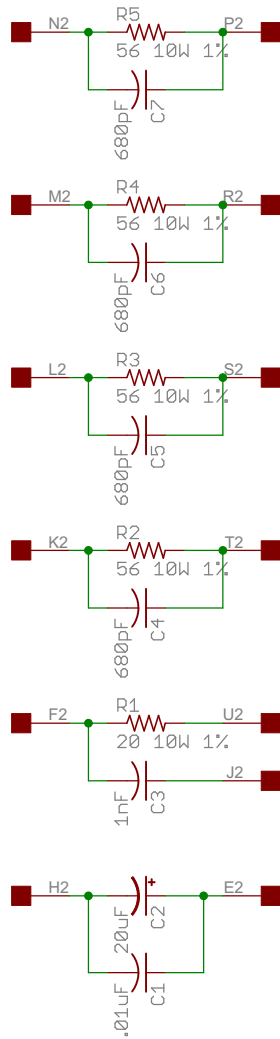 N2 R5 P2
56 10W 1%
680pF C7
M2 R4 R2
56 10W 1%
680pF C6
L2 R3 S2
56 10W 1%
680pF C5
K2 R2 T2
56 10W 1%
680pF C4
F2 R1 U2
20 10W 1%
J2
1nF C3
H2 + E2
20uF C2
.01uF C1